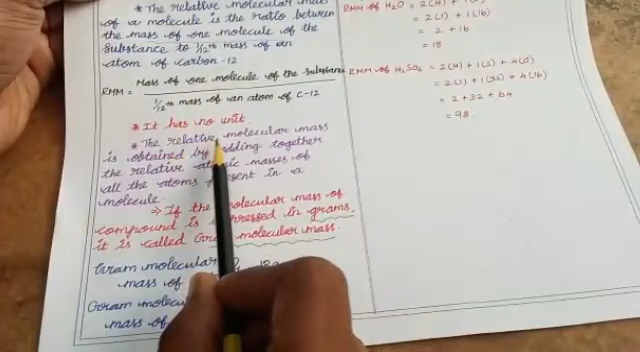 * The relative molecular mass
of a molecule is the ratio between
the mass of one molecule of the
substance to 1/12th mass of an
atom of carbon-12
RMM = Mass of one molecule of the substance
1/12th mass of an atom of C-12
* It has no unit.
* The relative molecular mass
is obtained by adding together
the relative atomic masses of
all the atoms present in a
molecule.
⇒ If the molecular mass of
compound is expressed in grams,
it is called Gram molecular mass.
Gram molecular
mass of
Gram
mass of
RMM of H2O = 2(H) +
= 2(1) + 1(16)
= 2 + 16
= 18
RMM of H2SO4 = 2(H) + 1(S) + 4(O)
= 2(1) + 1(32) + 4(16)
= 2 + 32 + 64
= 98.